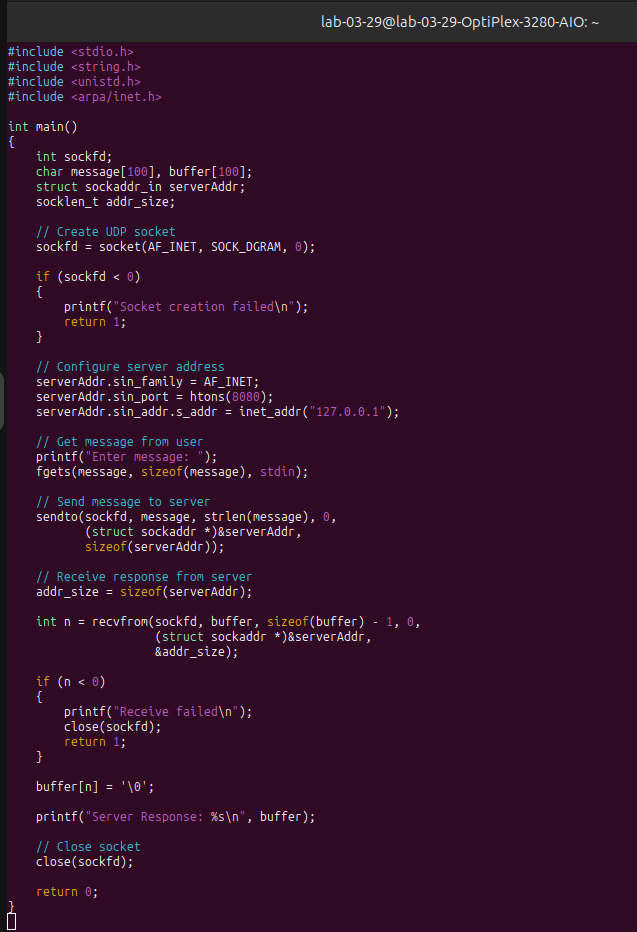 lab-03-29@lab-03-29-OptiPlex-3280-AIO: ~
#include <stdio.h>
#include <string.h>
#include <unistd.h>
#include <arpa/inet.h>

int main()
{
    int sockfd;
    char message[100], buffer[100];
    struct sockaddr_in serverAddr;
    socklen_t addr_size;

    // Create UDP socket
    sockfd = socket(AF_INET, SOCK_DGRAM, 0);

    if (sockfd < 0)
    {
        printf("Socket creation failed\n");
        return 1;
    }

    // Configure server address
    serverAddr.sin_family = AF_INET;
    serverAddr.sin_port = htons(8080);
    serverAddr.sin_addr.s_addr = inet_addr("127.0.0.1");

    // Get message from user
    printf("Enter message: ");
    fgets(message, sizeof(message), stdin);

    // Send message to server
    sendto(sockfd, message, strlen(message), 0,
           (struct sockaddr *)&serverAddr,
           sizeof(serverAddr));

    // Receive response from server
    addr_size = sizeof(serverAddr);

    int n = recvfrom(sockfd, buffer, sizeof(buffer) - 1, 0,
                     (struct sockaddr *)&serverAddr,
                     &addr_size);

    if (n < 0)
    {
        printf("Receive failed\n");
        close(sockfd);
        return 1;
    }

    buffer[n] = '\0';

    printf("Server Response: %s\n", buffer);

    // Close socket
    close(sockfd);

    return 0;
}